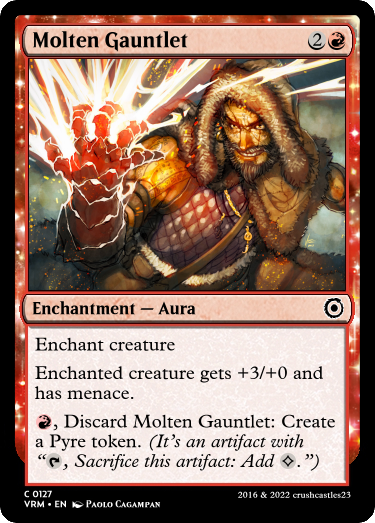 Molten Gauntlet 2
Enchantment — Aura
Enchant creature
Enchanted creature gets +3/+0 and
has menace.
, Discard Molten Gauntlet: Create
a Pyre token. (It's an artifact with
“, Sacrifice this artifact: Add .”)
C 0127
VRM • EN Paolo Cagampan
2016 & 2022 crushcastles23